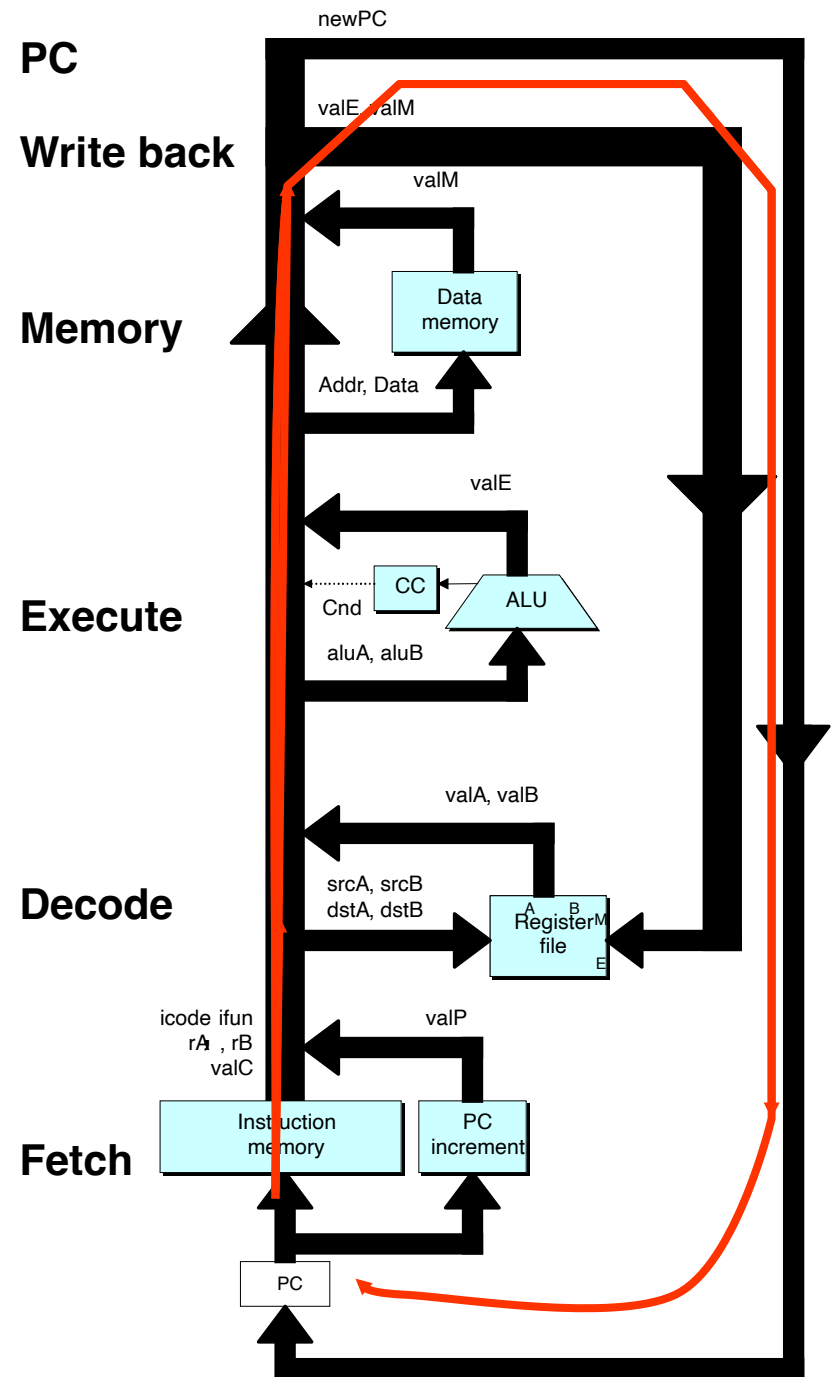 newPC
PC
valE, valM
Write back
valM
Data
memory
Memory
Addr, Data
valE
CC
ALU
Cnd
Execute
aluA, aluB
valA, valB
srcA, srcB
dstA, dstB
Decode
A B
M
Register
file
E
icode ifun
rA , rB
valC
valP
Instruction
memory
PC
increment
Fetch
PC